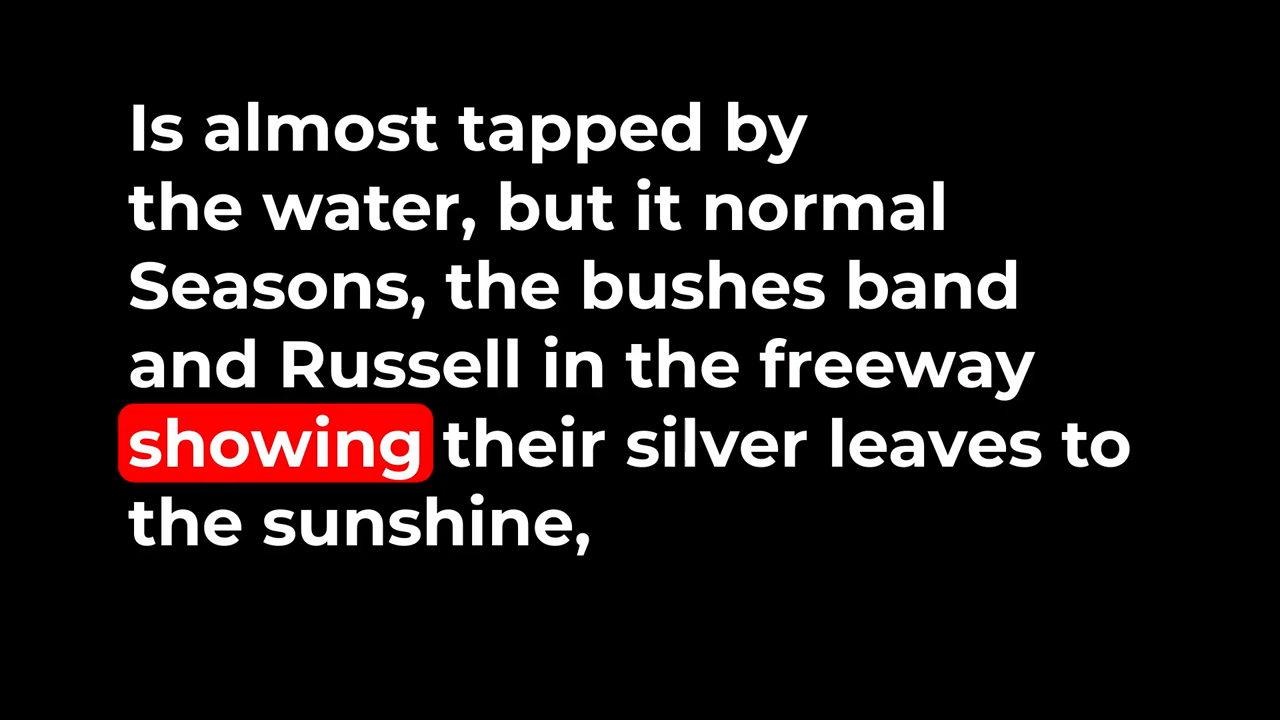 Is almost tapped by
the water, but it normal
Seasons, the bushes band
and Russell in the freeway
showing their silver leaves to
the sunshine,